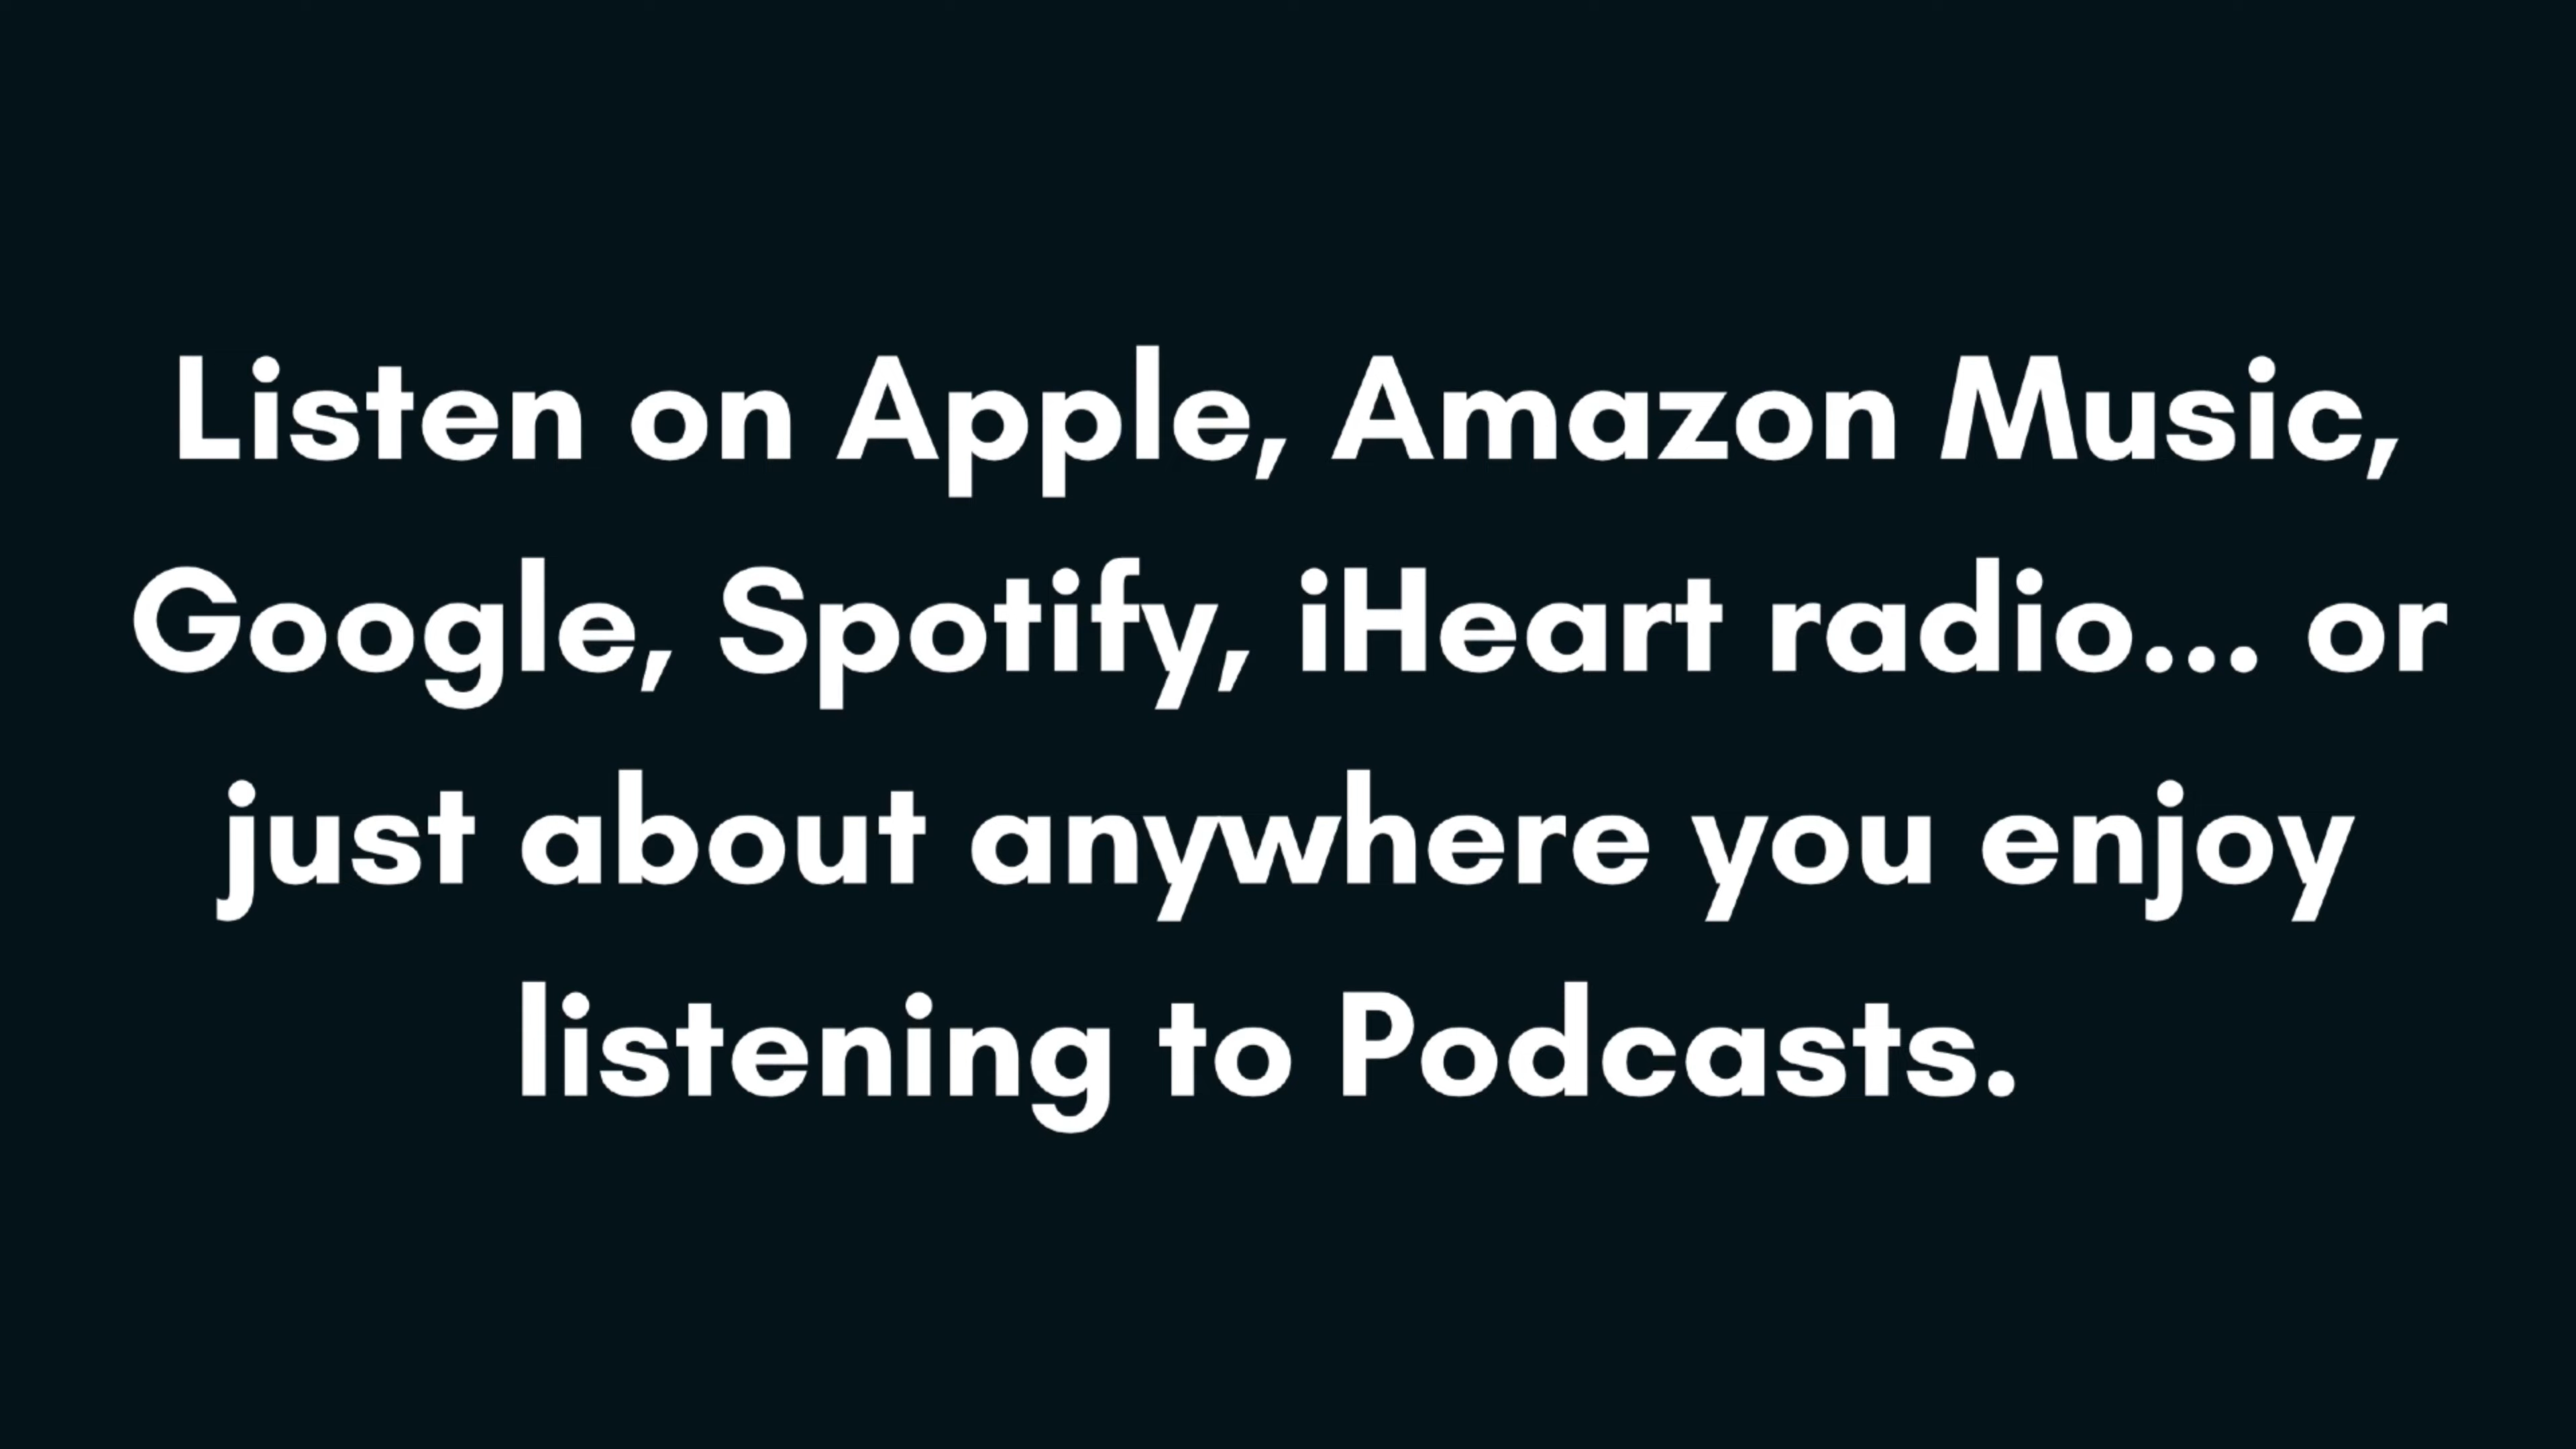 Listen on Apple, Amazon Music,
Google, Spotify, iHeart radio... or
just about anywhere you enjoy
listening to Podcasts.